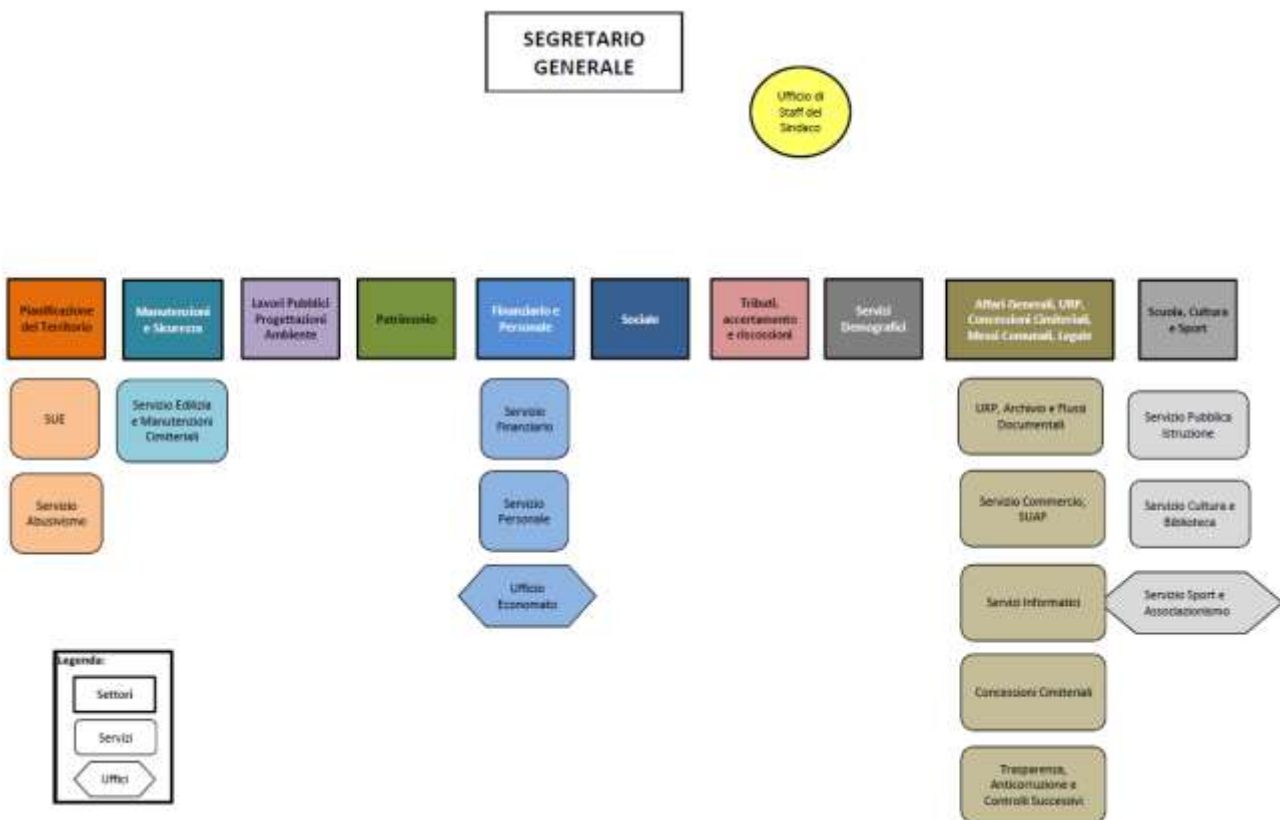 SEGRETARIO
GENERALE
Ufficio di
Staff del
Sindaco
Pianificazione
del Territorio
Manutenzioni
e Sicurezza
Lavori Pubblici
Progettazioni
Ambiente
Patrimonio
Finanziario e
Personale
Sociale
Tributi,
accertamento
e riscossioni
Servizi
Demografici
Affari Generali, URP,
Concessioni Cimiteriali,
Messi Comunali, Legale
Scuola, Cultura
e Sport
SUE
Servizio Edilizia
e Manutenzioni
Cimiteriali
Servizio
Finanziario
URP, Archivio e Flussi
Documentali
Servizio Pubblica
Istruzione
Servizio
Abusivismo
Servizio
Personale
Servizio Commercio,
SUAP
Servizio Cultura e
Biblioteca
Ufficio
Economato
Servizi Informatici
Servizio Sport e
Associazionismo
Legenda:
Settori
Servizi
Uffici
Concessioni Cimiteriali
Trasparenza,
Anticorruzione e
Controlli Successivi